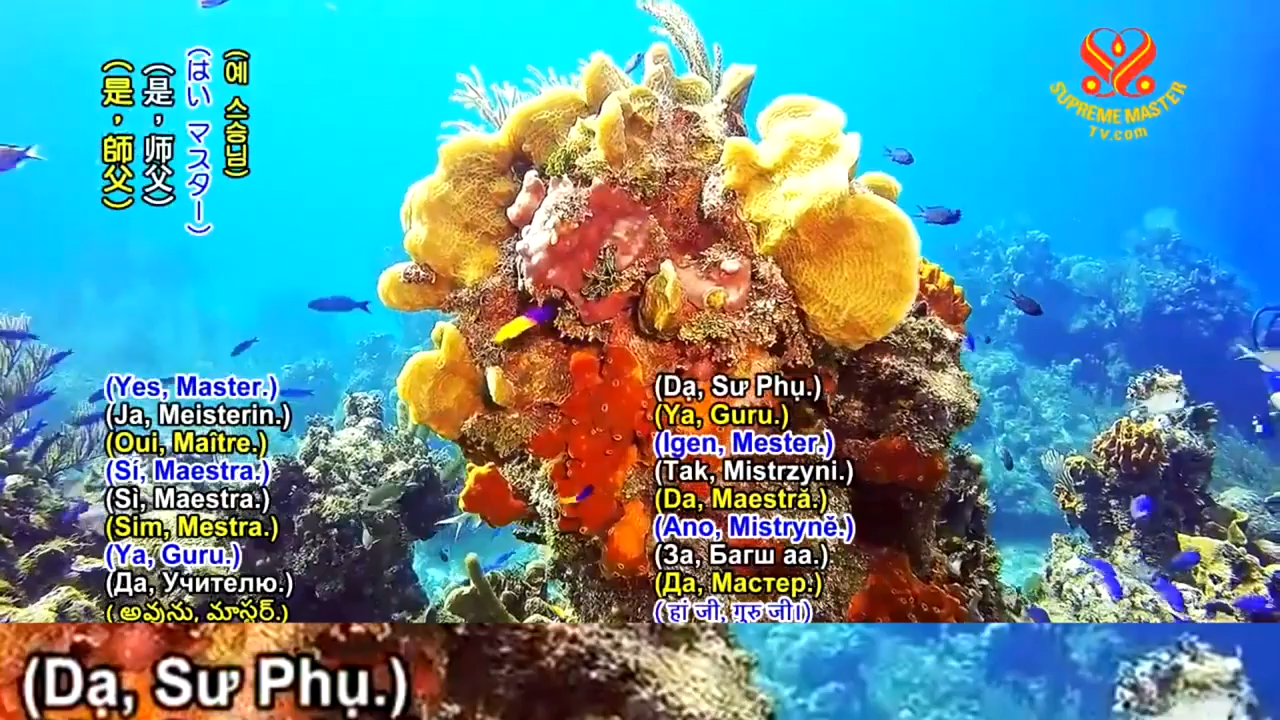 (예 스승님)
(はい マスター)
(是，师父)
(是，師父)
SUPREME MASTER
TV.com
(Yes, Master.)
(Ja, Meisterin.)
(Oui, Maître.)
(Sí, Maestra.)
(Sì, Maestra.)
(Sim, Mestra.)
(Ya, Guru.)
(Да, Учителю.)
(అవును, మాస్టర్.)
(Dạ, Sư Phụ.)
(Ya, Guru.)
(Igen, Mester.)
(Tak, Mistrzyni.)
(Da, Maestră.)
(Ano, Mistryně.)
(За, Багш аа.)
(Да, Мастер.)
(हां जी, गुरु जी।)
(Dạ, Sư Phụ.)